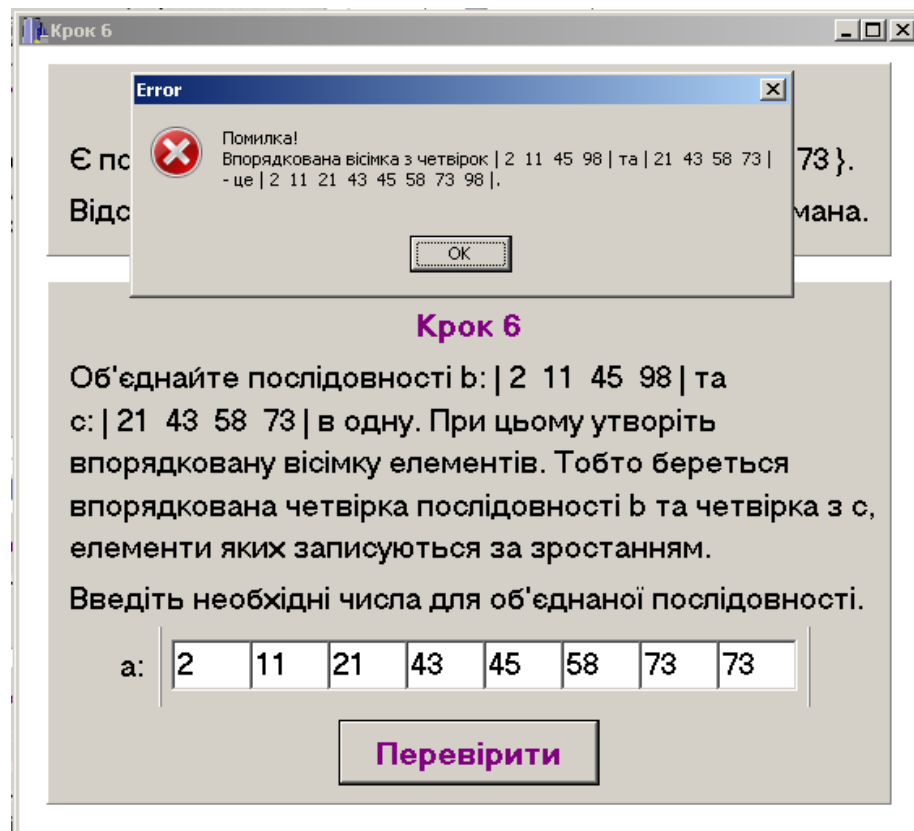 Крок 6
Error
Помилка!
Впорядкована вісімка з четвірок | 2 11 45 98 | та | 21 43 58 73 |
- це | 2 11 21 43 45 58 73 98 |.
OK
Є 73 }.
Крок 6
Об'єднайте послідовності b: | 2 11 45 98 | та
c: | 21 43 58 73 | в одну. При цьому утворіть
впорядковану вісімку елементів. Тобто береться
впорядкована четвірка послідовності b та четвірка з c,
елементи яких записуються за зростанням.
Введіть необхідні числа для об'єднаної послідовності.
a: 2 11 21 43 45 58 73 73
Перевірити